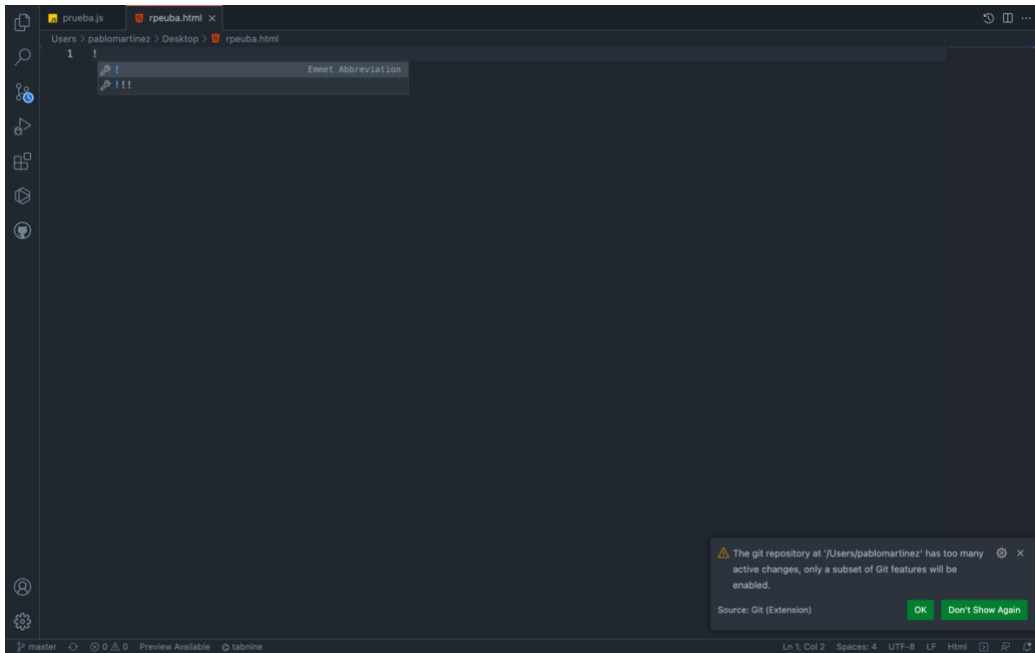 prueba.js rpeuba.html
Users > pablomartinez > Desktop > rpeuba.html
1 !
! Emmet Abbreviation
!!!
The git repository at '/Users/pablomartinez' has too many
active changes, only a subset of Git features will be
enabled.
Source: Git (Extension) OK Don't Show Again
master 0 0 Preview Available tabnine Ln 1, Col 2 Spaces: 4 UTF-8 LF Html